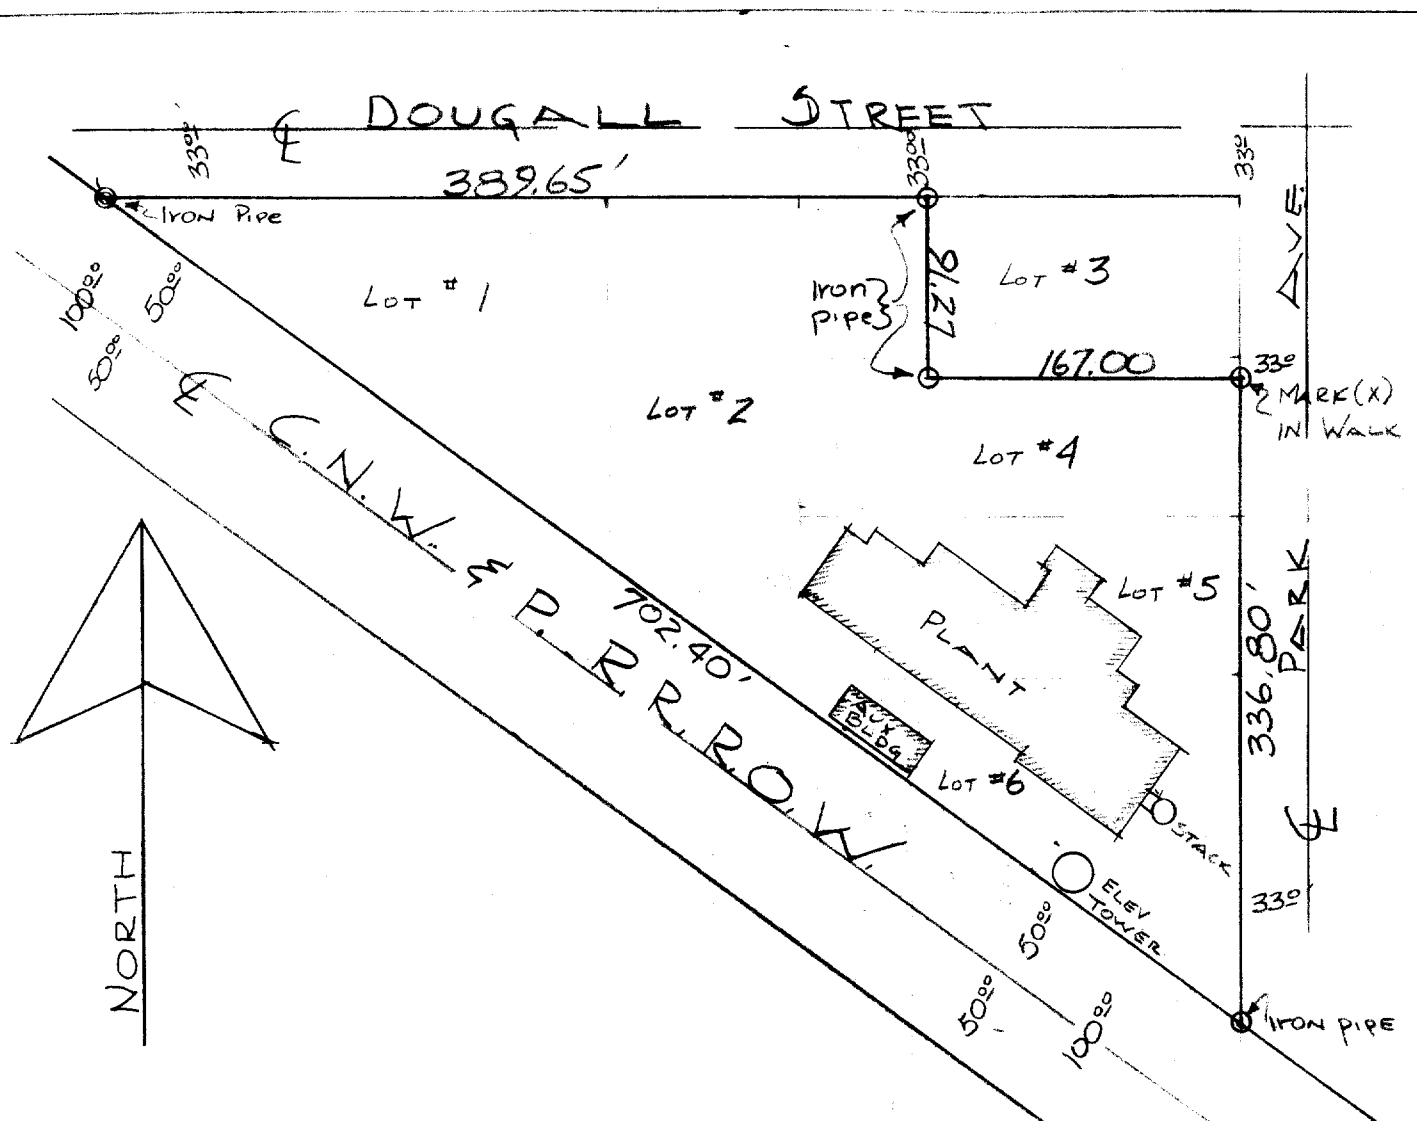 ℄ DOUGALL STREET
33 00
33 00
33 0
389.65'
IRON PIPE
AVE.
LOT #1
Iron
pipe
91.27
LOT #3
100 00
50 00
50 00
167.00
33 0
MARK (X)
IN WALK
℄ C. N. W. & P. R. R. R.O.W.
LOT #2
LOT #4
LOT #5
PLANT
702.40'
336.80'
PARK
AUX
BLDG
LOT #6
℄
STACK
ELEV
TOWER
33 0
NORTH
50 00
50 00
100 00
IRON PIPE